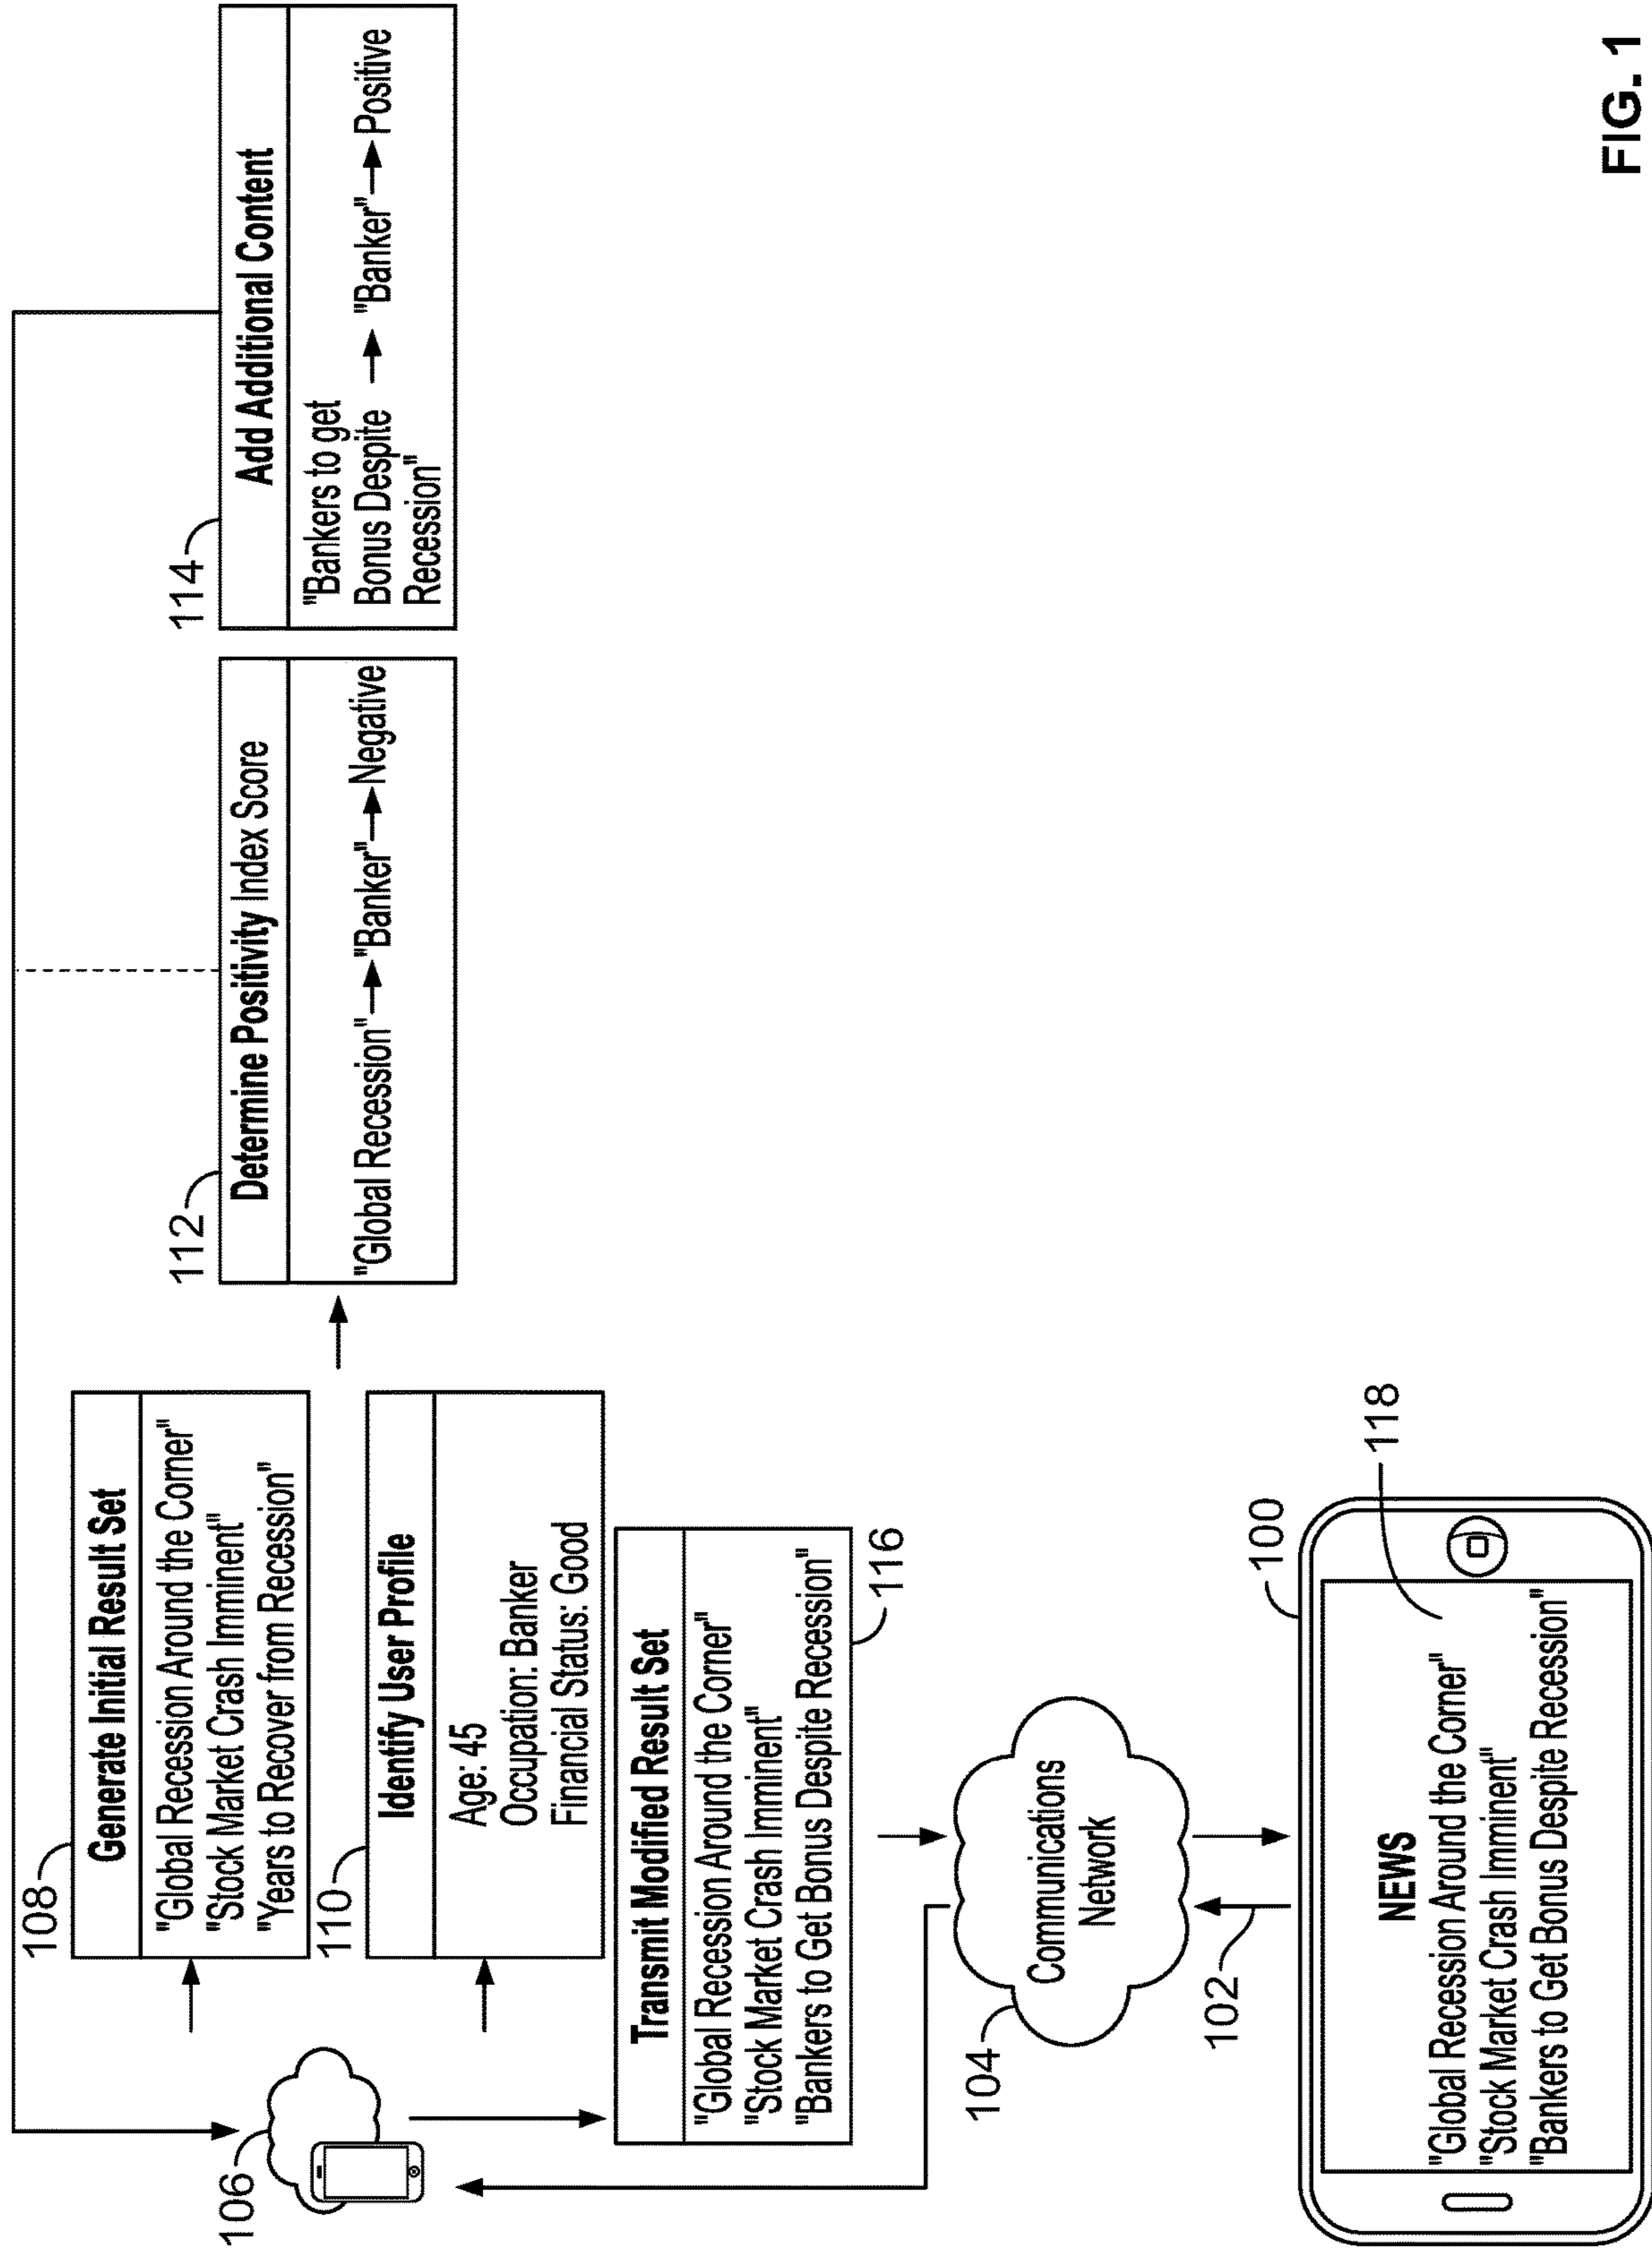 108
Generate Initial Result Set
"Global Recession Around the Corner"
"Stock Market Crash Imminent"
"Years to Recover from Recession"
106
110
Identify User Profile
Age: 45
Occupation: Banker
Financial Status: Good
112
Determine Positivity Index Score
"Global Recession"
"Banker"
Negative
114
Add Additional Content
"Bankers to get
Bonus Despite
Recession"
"Banker"
Positive
Transmit Modified Result Set
"Global Recession Around the Corner"
"Stock Market Crash Imminent"
"Bankers to Get Bonus Despite Recession"
116
104
Communications
Network
102
100
NEWS
"Global Recession Around the Corner"
"Stock Market Crash Imminent"
"Bankers to Get Bonus Despite Recession"
118
FIG. 1